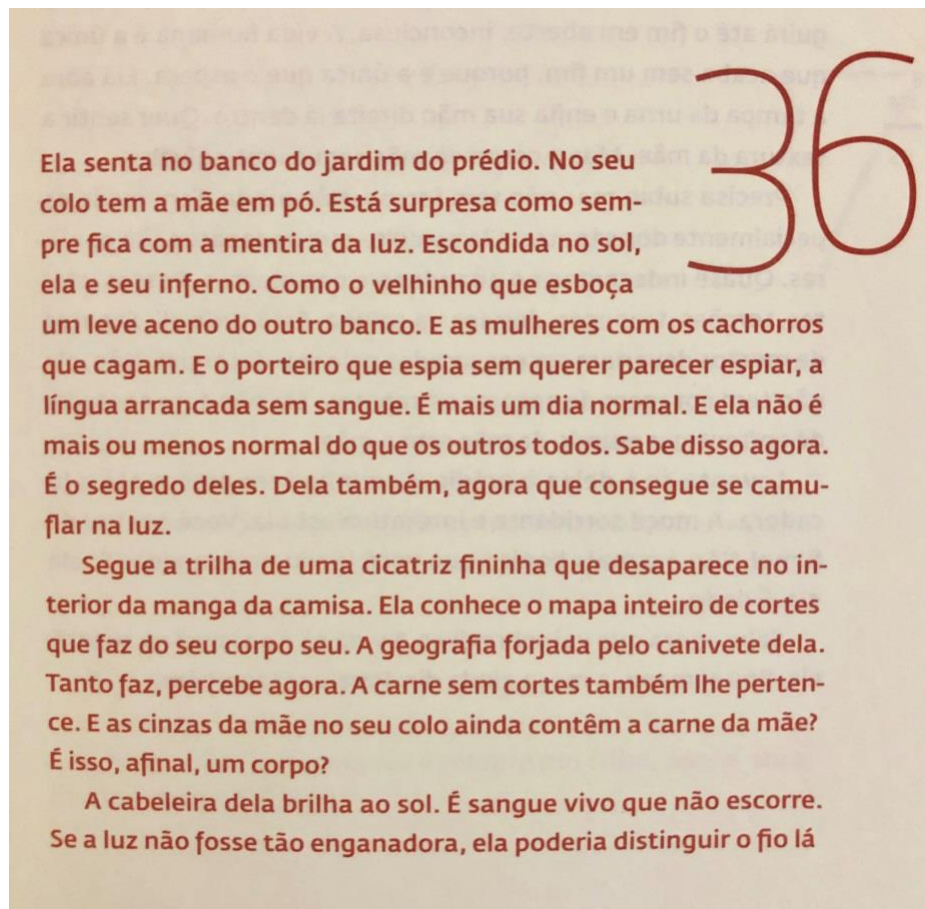 36
Ela senta no banco do jardim do prédio. No seu
colo tem a mãe em pó. Está surpresa como sem-
pre fica com a mentira da luz. Escondida no sol,
ela e seu inferno. Como o velhinho que esboça
um leve aceno do outro banco. E as mulheres com os cachorros
que cagam. E o porteiro que espia sem querer parecer espiar, a
língua arrancada sem sangue. É mais um dia normal. E ela não é
mais ou menos normal do que os outros todos. Sabe disso agora.
É o segredo deles. Dela também, agora que consegue se camu-
flar na luz.
Segue a trilha de uma cicatriz fininha que desaparece no in-
terior da manga da camisa. Ela conhece o mapa inteiro de cortes
que faz do seu corpo seu. A geografia forjada pelo canivete dela.
Tanto faz, percebe agora. A carne sem cortes também lhe perten-
ce. E as cinzas da mãe no seu colo ainda contêm a carne da mãe?
É isso, afinal, um corpo?
A cabeleira dela brilha ao sol. É sangue vivo que não escorre.
Se a luz não fosse tão enganadora, ela poderia distinguir o fio lá